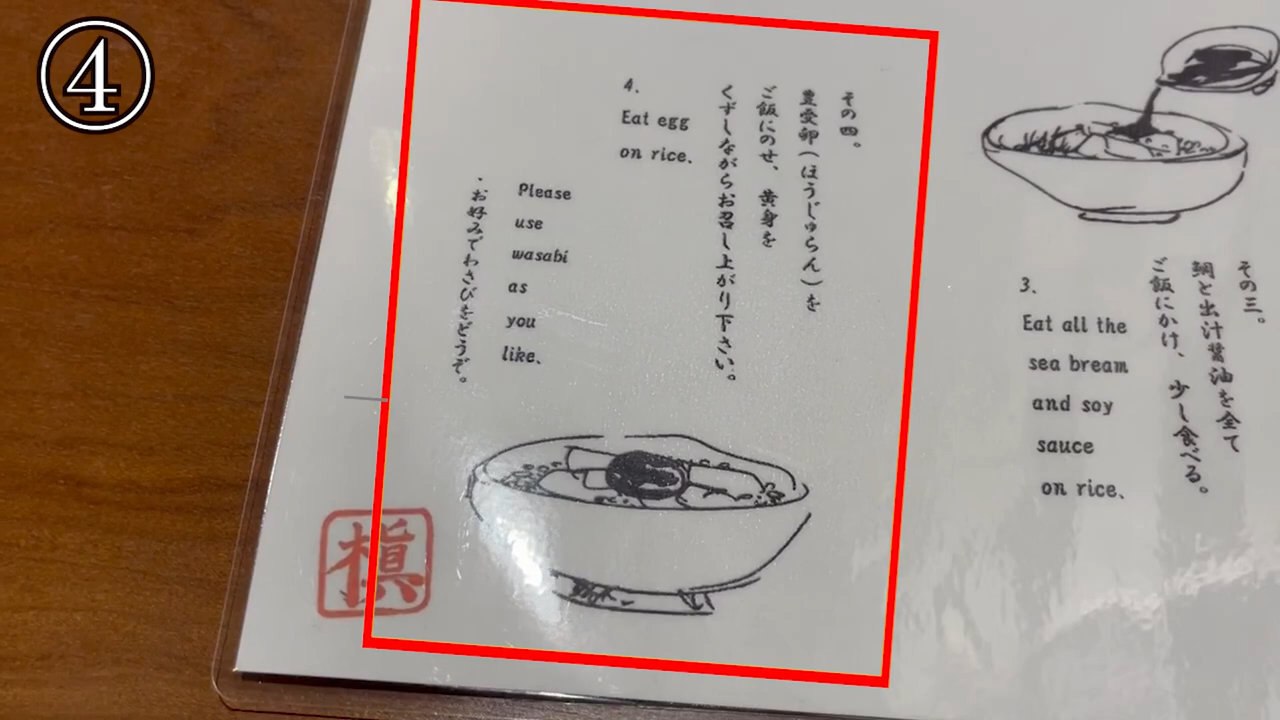 ④
その三。
鯛と出汁醤油を全て
ご飯にかけ、少し食べる。
3、
Eat all the
sea bream
and soy
sauce
on rice、
その四。
豊受卵(ほうじゅらん)を
ご飯にのせ、黄身を
くずしながらお召し上がり下さい。
4、
Eat egg
on rice、
Please
use
wasabi
as
you
like、
・お好みでわさびをどうぞ。
槇